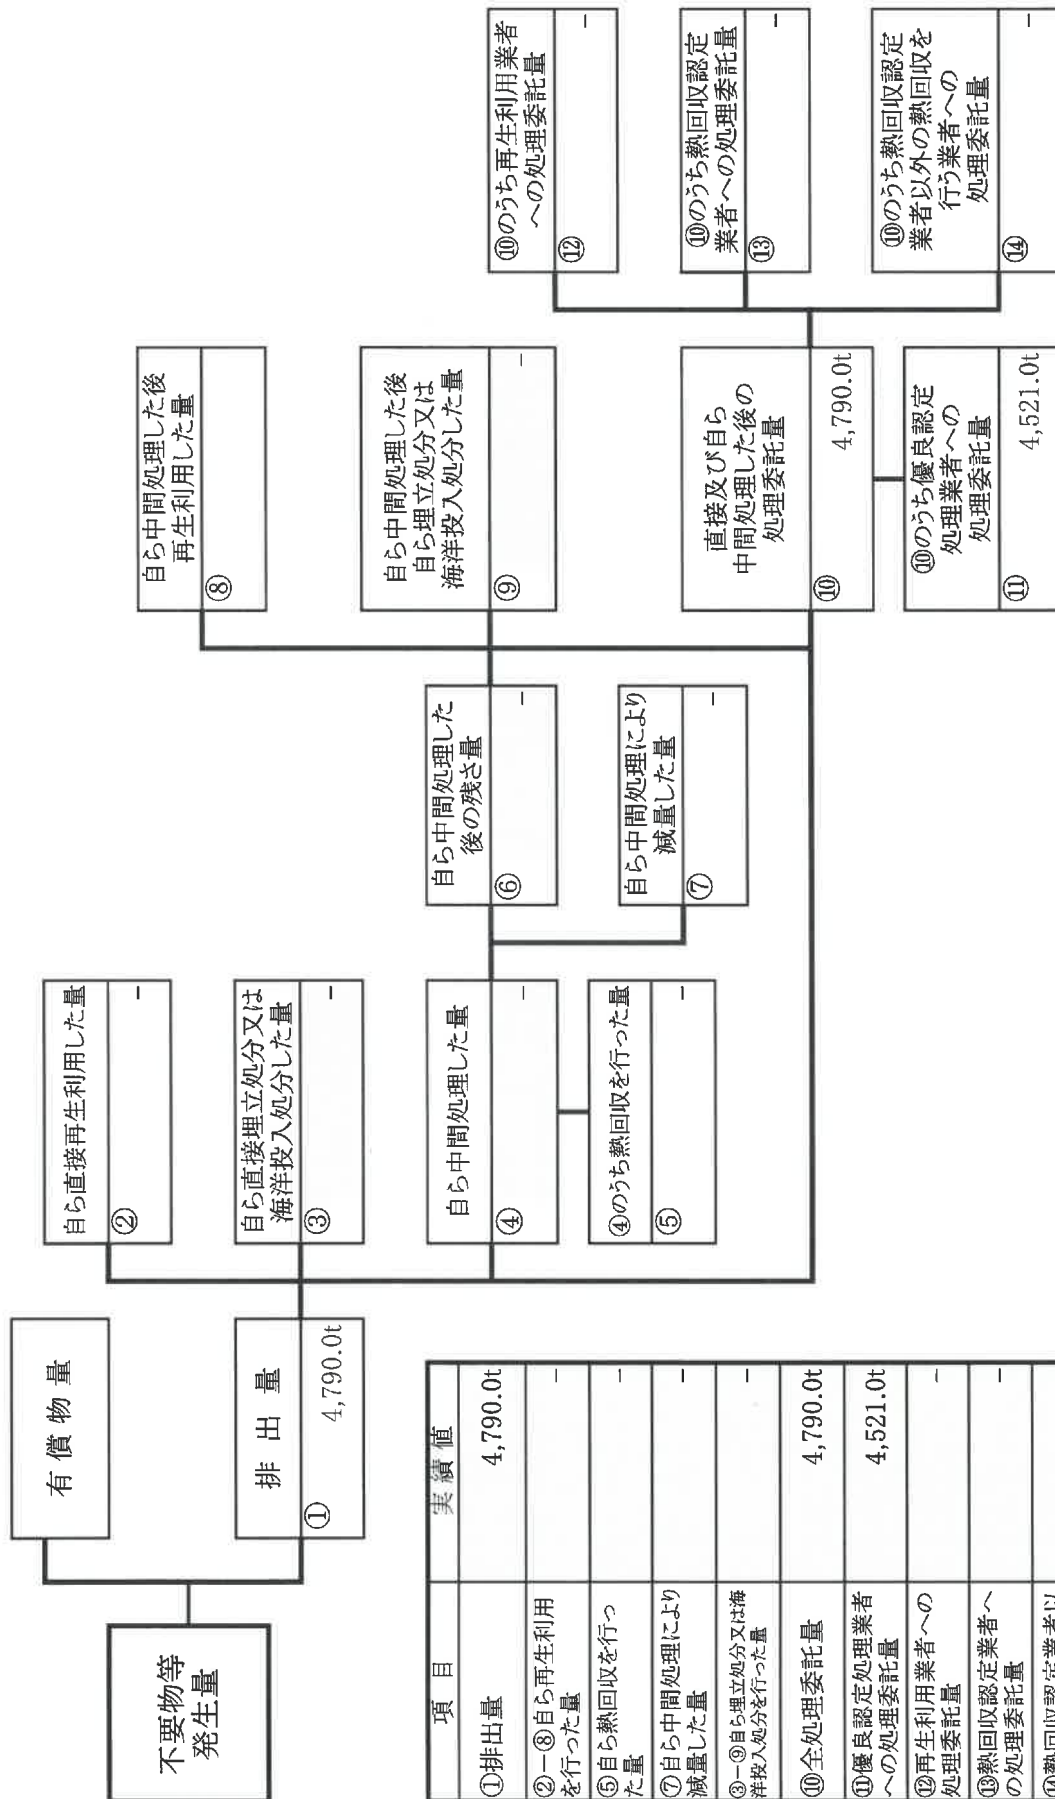 不要物等
発生量
有償物量
排出量
①
4,790.0t
自ら直接再生利用した量
②
－
自ら直接埋立処分又は
海洋投入処分した量
③
－
自ら中間処理した量
④
－
④のうち熱回収を行った量
⑤
－
自ら中間処理した
後の残さ量
⑥
－
自ら中間処理により
減量した量
⑦
－
自ら中間処理した後
再生利用した量
⑧
自ら中間処理した後
自ら埋立処分又は
海洋投入処分した量
⑨
－
直接及び自ら
中間処理した後の
処理委託量
⑩
4,790.0t
⑩のうち優良認定
処理業者への
処理委託量
⑪
4,521.0t
⑩のうち再生利用業者
への処理委託量
⑫
－
⑩のうち熱回収認定
業者への処理委託量
⑬
－
⑩のうち熱回収認定
業者以外の熱回収を
行う業者への
処理委託量
⑭
－
項目 実績値
①排出量 4,790.0t
②－⑧自ら再生利用
を行った量 －
⑤自ら熱回収を行っ
た量 －
⑦自ら中間処理により
減量した量 －
③－⑨自ら埋立処分又は海
洋投入処分を行った量 －
⑩全処理委託量 4,790.0t
⑪優良認定処理業者
への処理委託量 4,521.0t
⑫再生利用業者への
処理委託量 －
⑬熱回収認定業者へ
の処理委託量 －
⑭熱回収認定業者以